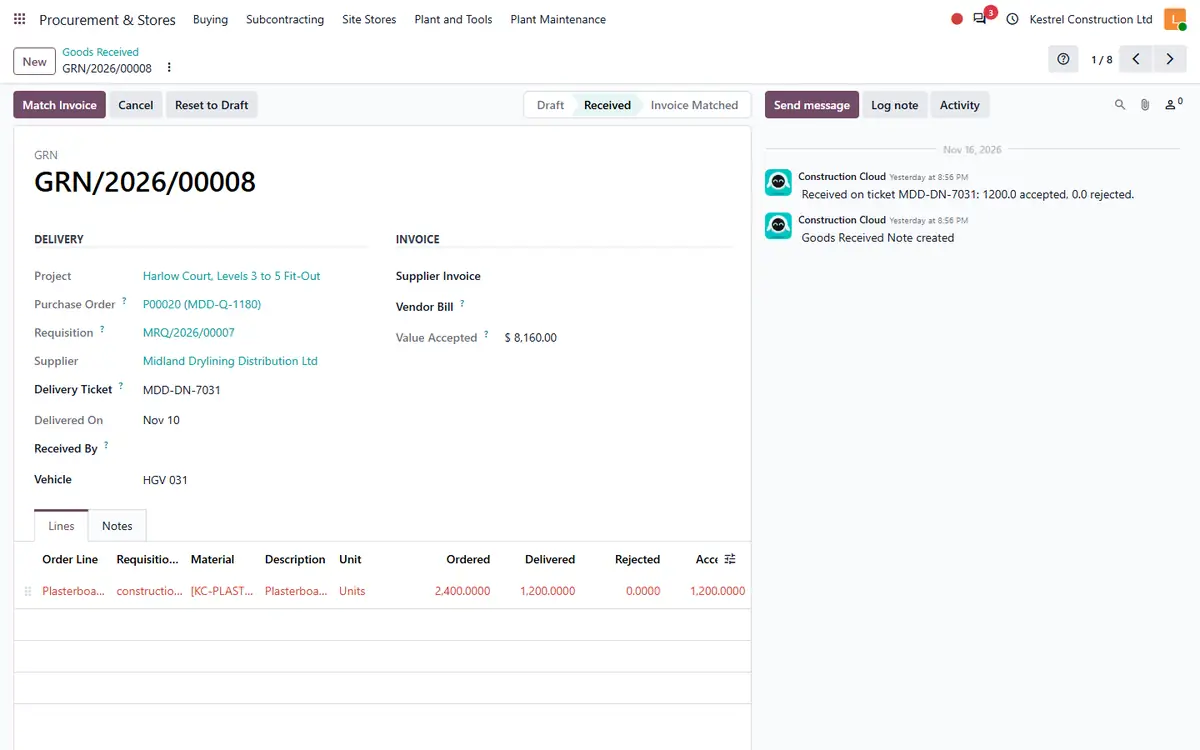 Procurement & Stores Buying Subcontracting Site Stores Plant and Tools Plant Maintenance 3 Kestrel Construction Ltd L
New Goods Received
GRN/2026/00008
1 / 8
Match Invoice Cancel Reset to Draft Draft Received Invoice Matched Send message Log note Activity 0
GRN
GRN/2026/00008
DELIVERY
Project Harlow Court, Levels 3 to 5 Fit-Out
Purchase Order ? P00020 (MDD-Q-1180)
Requisition ? MRQ/2026/00007
Supplier Midland Drylining Distribution Ltd
Delivery Ticket ? MDD-DN-7031
Delivered On Nov 10
Received By ?
Vehicle HGV 031
INVOICE
Supplier Invoice
Vendor Bill ?
Value Accepted ? $ 8,160.00
Lines Notes
Order Line Requisitio... Material Description Unit Ordered Delivered Rejected Acce
Plasterboa... constructio... [KC-PLAST... Plasterboa... Units 2,400.0000 1,200.0000 0.0000 1,200.0000
Nov 16, 2026
Construction Cloud Yesterday at 8:56 PM
Received on ticket MDD-DN-7031: 1200.0 accepted, 0.0 rejected.
Construction Cloud Yesterday at 8:56 PM
Goods Received Note created